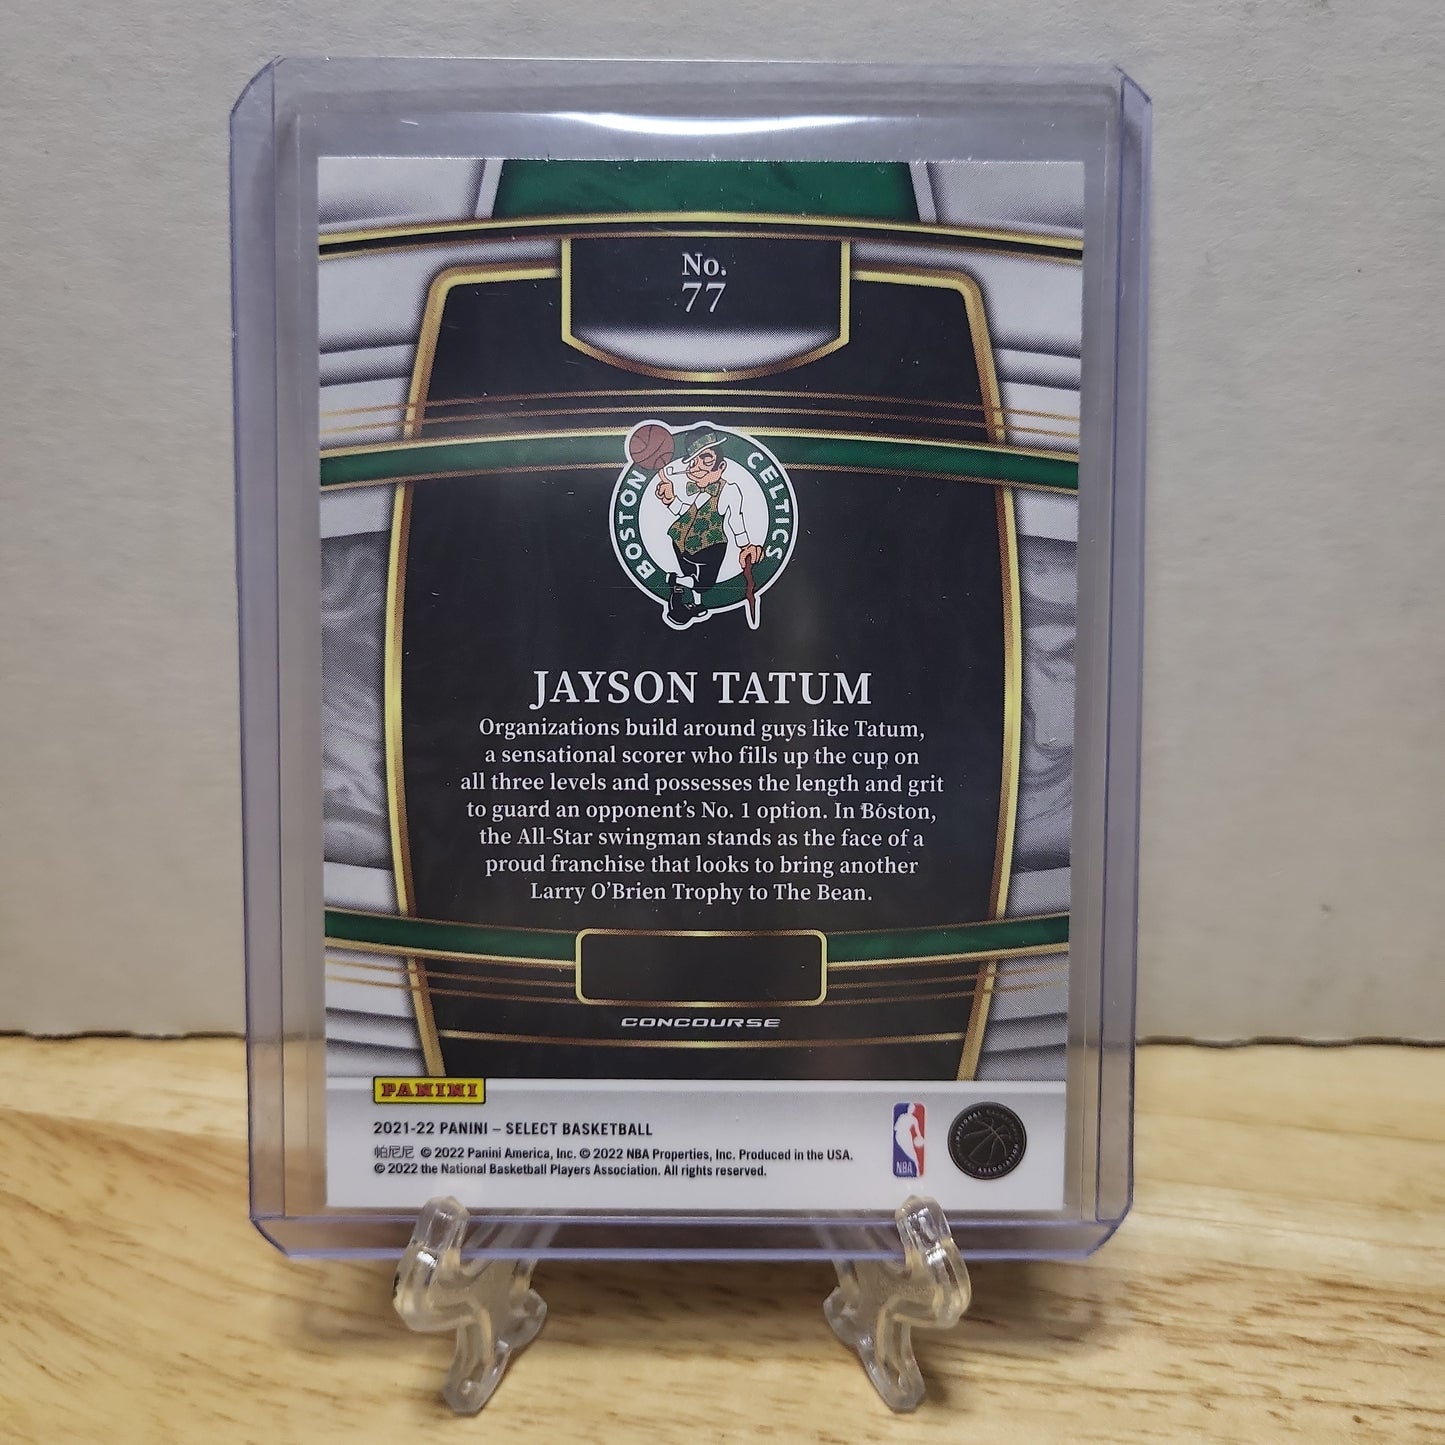 No.
77
BOSTON CELTICS
JAYSON TATUM
Organizations build around guys like Tatum,
a sensational scorer who fills up the cup on
all three levels and possesses the length and grit
to guard an opponent's No. 1 option. In Boston,
the All-Star swingman stands as the face of a
proud franchise that looks to bring another
Larry O'Brien Trophy to The Bean.
CONCOURSE
PANINI
2021-22 PANINI – SELECT BASKETBALL
帕尼尼 © 2022 Panini America, Inc. © 2022 NBA Properties, Inc. Produced in the USA.
© 2022 the National Basketball Players Association. All rights reserved.
NBA
NATIONAL BASKETBALL
ASSOCIATION